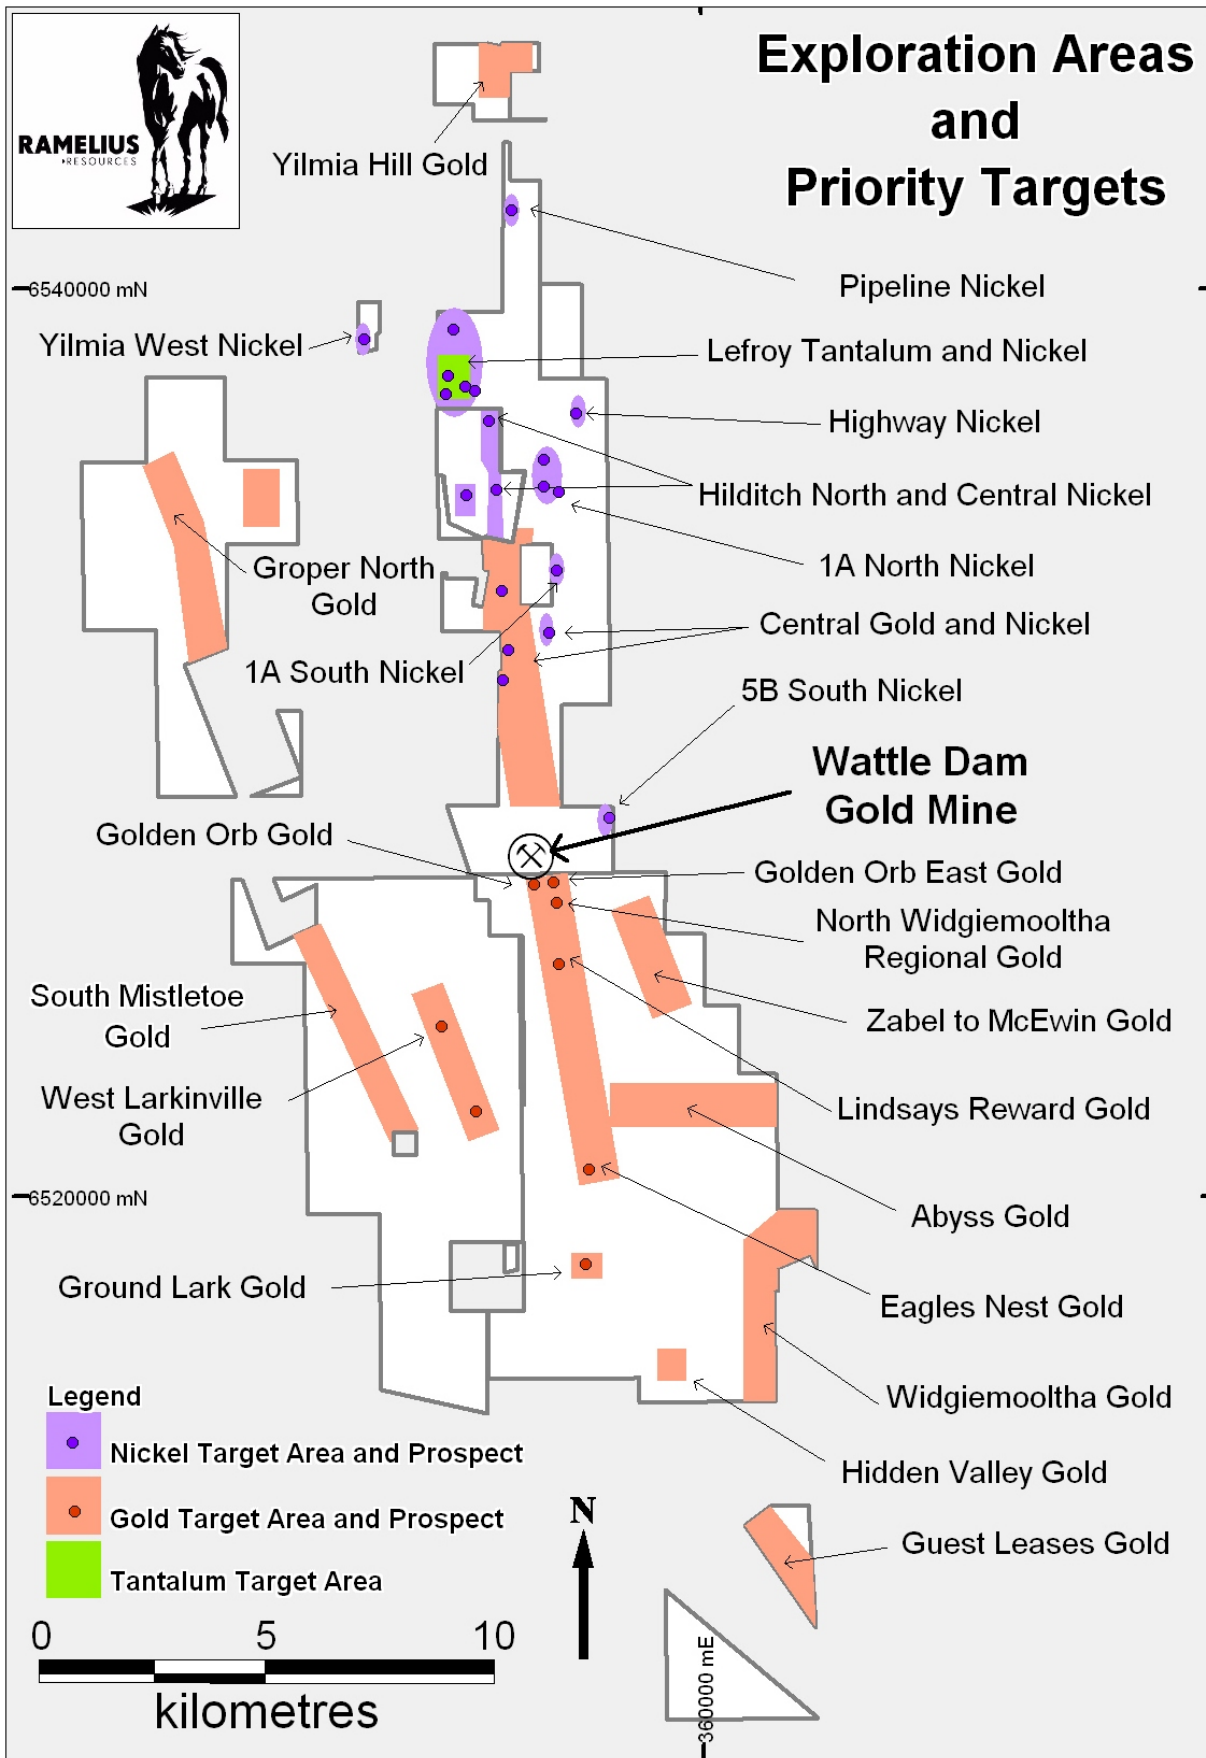 Exploration Areas
and
Priority Targets
RAMELIUS
RESOURCES
Yilmia Hill Gold
Pipeline Nickel
6540000 mN
Yilmia West Nickel
Lefroy Tantalum and Nickel
Highway Nickel
Hilditch North and Central Nickel
Groper North
Gold
1A North Nickel
Central Gold and Nickel
1A South Nickel
5B South Nickel
Wattle Dam
Gold Mine
Golden Orb Gold
Golden Orb East Gold
North Widgiemooltha
Regional Gold
South Mistletoe
Gold
Zabel to McEwin Gold
West Larkinville
Gold
Lindsays Reward Gold
6520000 mN
Abyss Gold
Ground Lark Gold
Eagles Nest Gold
Widgiemooltha Gold
Hidden Valley Gold
Guest Leases Gold
Legend
Nickel Target Area and Prospect
Gold Target Area and Prospect
Tantalum Target Area
N
0 5 10
kilometres
360000 mE